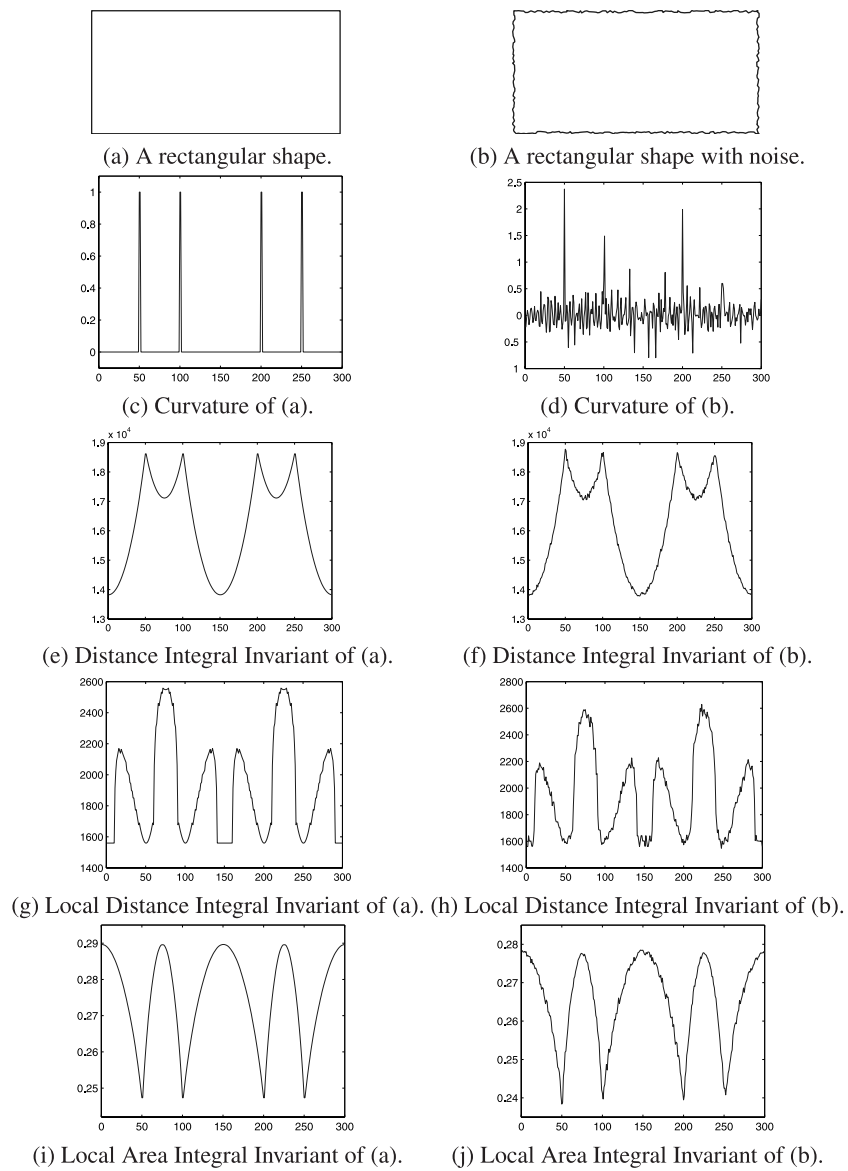 (a) A rectangular shape. (b) A rectangular shape with noise.
1
0.8
0.6
0.4
0.2
0
0 50 100 150 200 250 300
(c) Curvature of (a).
2.5
2
1.5
1
0.5
0
0.5
1
0 50 100 150 200 250 300
(d) Curvature of (b).
x 10⁴
1.9
1.8
1.7
1.6
1.5
1.4
1.3
0 50 100 150 200 250 300
(e) Distance Integral Invariant of (a).
x 10⁴
1.9
1.8
1.7
1.6
1.5
1.4
1.3
0 50 100 150 200 250 300
(f) Distance Integral Invariant of (b).
2600
2400
2200
2000
1800
1600
1400
0 50 100 150 200 250 300
(g) Local Distance Integral Invariant of (a).
2800
2600
2400
2200
2000
1800
1600
1400
0 50 100 150 200 250 300
(h) Local Distance Integral Invariant of (b).
0.29
0.28
0.27
0.26
0.25
0 50 100 150 200 250 300
(i) Local Area Integral Invariant of (a).
0.28
0.27
0.26
0.25
0.24
0 50 100 150 200 250 300
(j) Local Area Integral Invariant of (b).